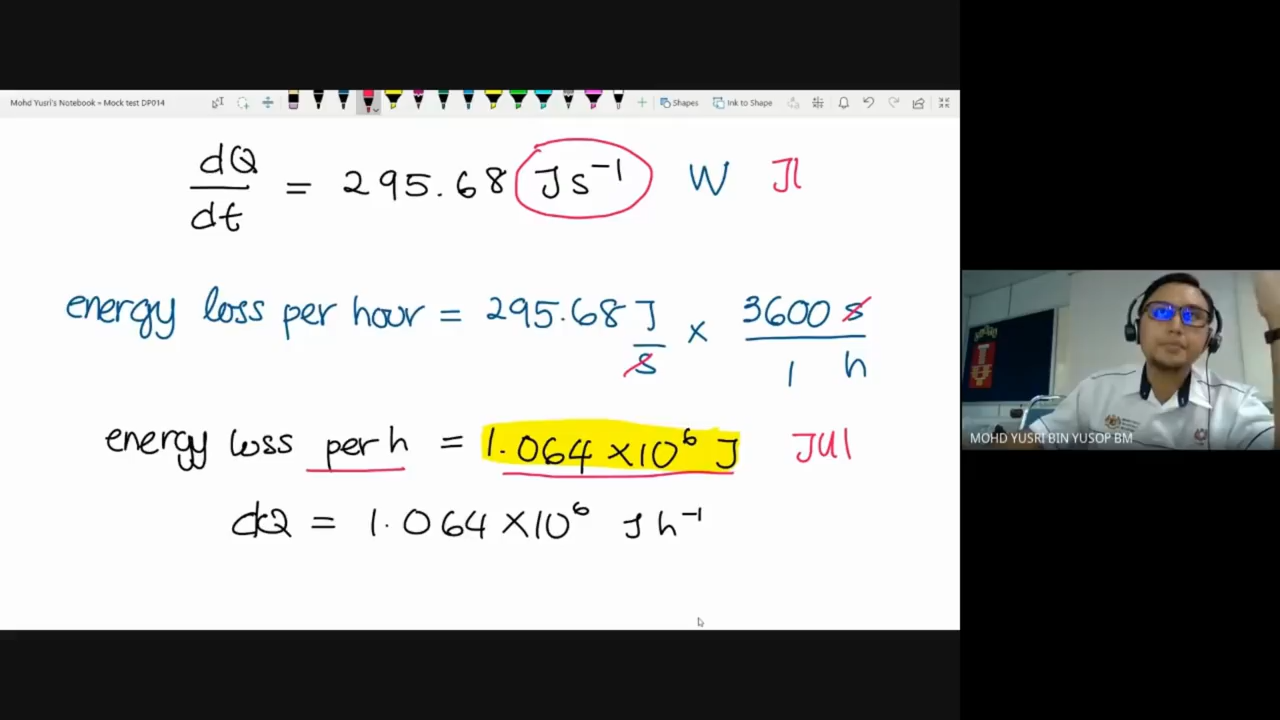 Mohd Yusri's Notebook » Mock test DP014
Shapes
Ink to Shape
dQ/dt = 295.68 J s⁻¹ W Jl
energy loss per hour = 295.68 J/s × 3600 s/1 h
energy loss per h = 1.064 × 10⁶ J JUl
dQ = 1.064 × 10⁶ J h⁻¹
MOHD YUSRI BIN YUSOP BM